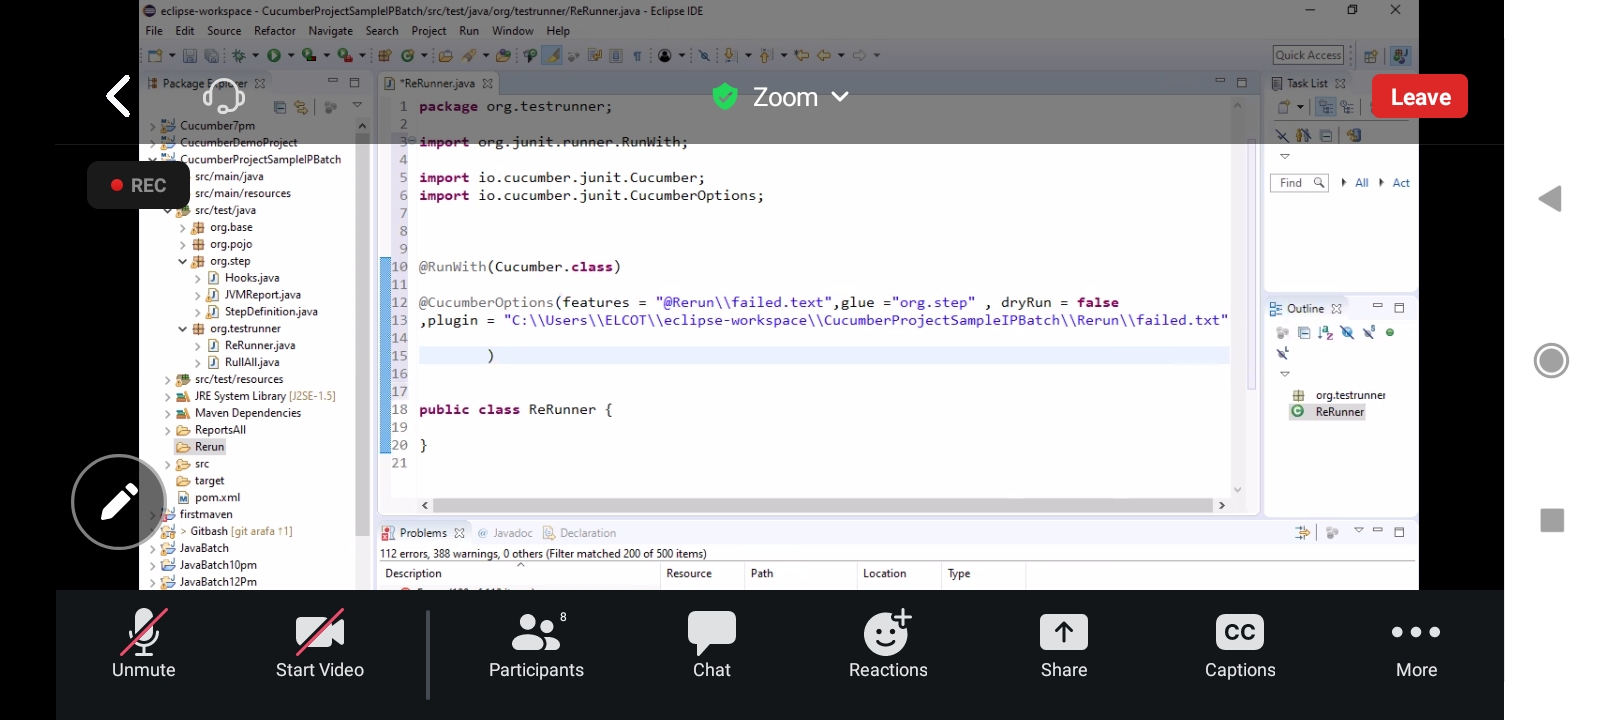 eclipse-workspace - CucumberProjectSampleIPBatch/src/test/java/org/testrunner/ReRunner.java - Eclipse IDE
File Edit Source Refactor Navigate Search Project Run Window Help
Quick Access
Package Explorer
*ReRunner.java
Task List
Zoom
Leave
REC
Cucumber7pm
CucumberDemoProject
CucumberProjectSampleIPBatch
src/main/java
src/main/resources
src/test/java
org.base
org.pojo
org.step
Hooks.java
JVMReport.java
StepDefinition.java
org.testrunner
ReRunner.java
RullAll.java
src/test/resources
JRE System Library [J2SE-1.5]
Maven Dependencies
ReportsAll
Rerun
src
target
pom.xml
firstmaven
> Gitbash [git arafa ↑1]
JavaBatch
JavaBatch10pm
JavaBatch12Pm
1 package org.testrunner;
2
3 import org.junit.runner.RunWith;
4
5 import io.cucumber.junit.Cucumber;
6 import io.cucumber.junit.CucumberOptions;
7
8
9
10 @RunWith(Cucumber.class)
11
12 @CucumberOptions(features = "@Rerun\\failed.text",glue ="org.step" , dryRun = false
13 ,plugin = "C:\\Users\\ELCOT\\eclipse-workspace\\CucumberProjectSampleIPBatch\\Rerun\\failed.txt"
14
15 )
16
17
18 public class ReRunner {
19
20 }
21
Find All Act
Outline
org.testrunner
ReRunner
Problems @ Javadoc Declaration
112 errors, 388 warnings, 0 others (Filter matched 200 of 500 items)
Description Resource Path Location Type
8
CC
Unmute Start Video Participants Chat Reactions Share Captions More